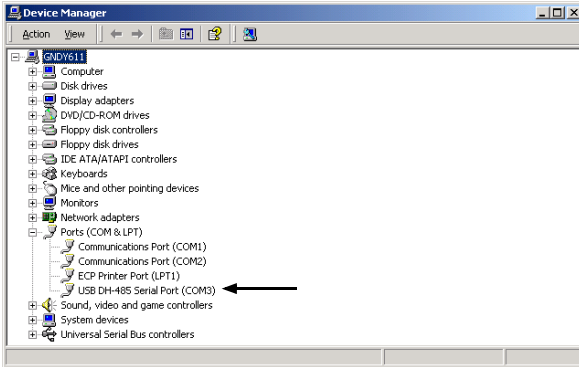 Device Manager
Action View
GNDY611
Computer
Disk drives
Display adapters
DVD/CD-ROM drives
Floppy disk controllers
Floppy disk drives
IDE ATA/ATAPI controllers
Keyboards
Mice and other pointing devices
Monitors
Network adapters
Ports (COM & LPT)
Communications Port (COM1)
Communications Port (COM2)
ECP Printer Port (LPT1)
USB DH-485 Serial Port (COM3)
Sound, video and game controllers
System devices
Universal Serial Bus controllers